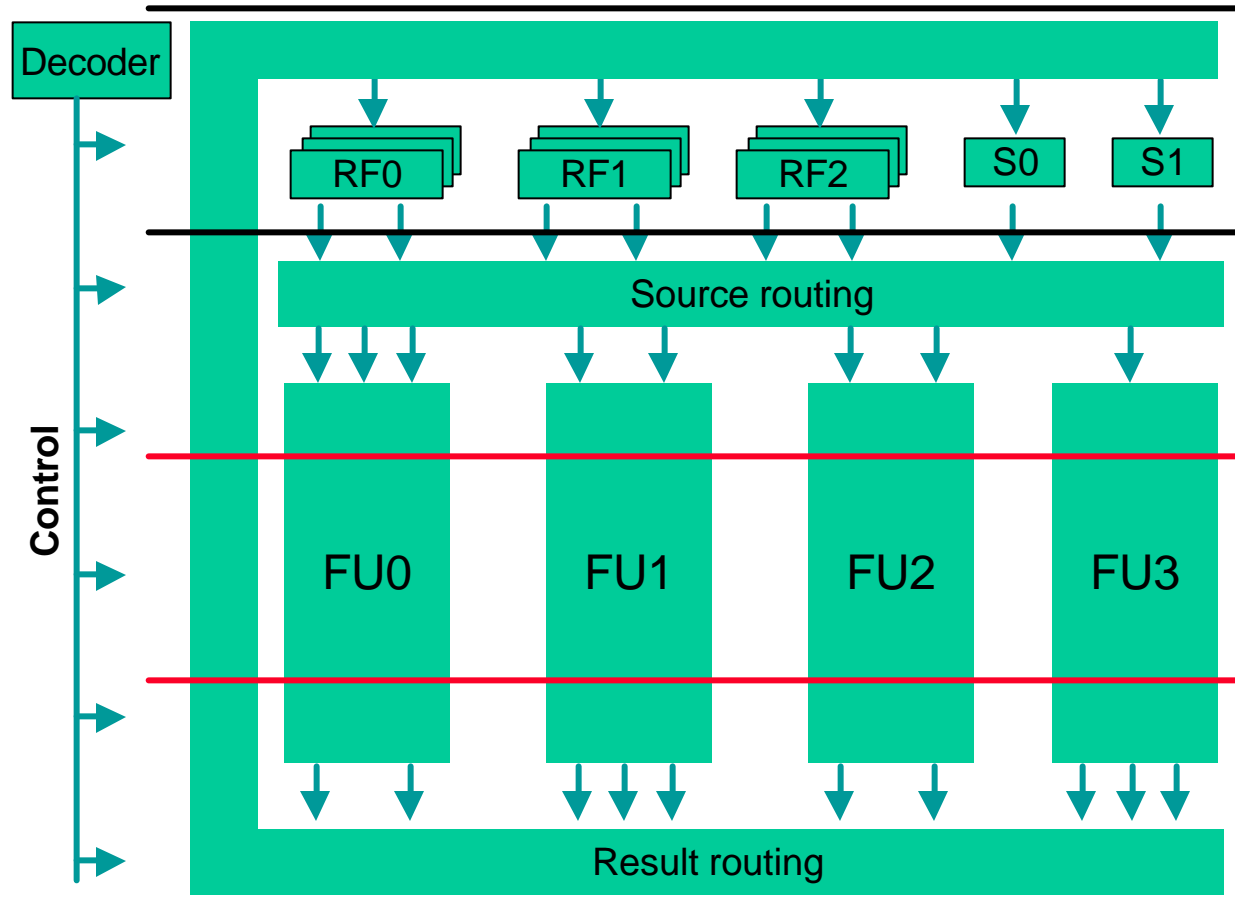 Decoder
RF0
RF1
RF2
S0
S1
Source routing
Control
FU0
FU1
FU2
FU3
Result routing